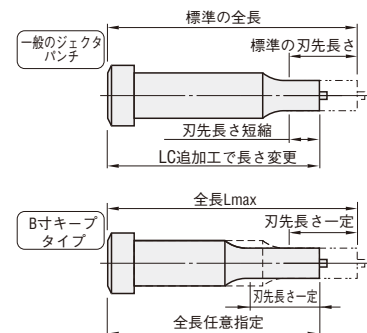 標準の全長
一般のジェクタ
パンチ
標準の刃先長さ
刃先長さ短縮
LC追加工で長さ変更
全長Lmax
B寸キープ
タイプ
刃先長さ一定
刃先長さ一定
全長任意指定